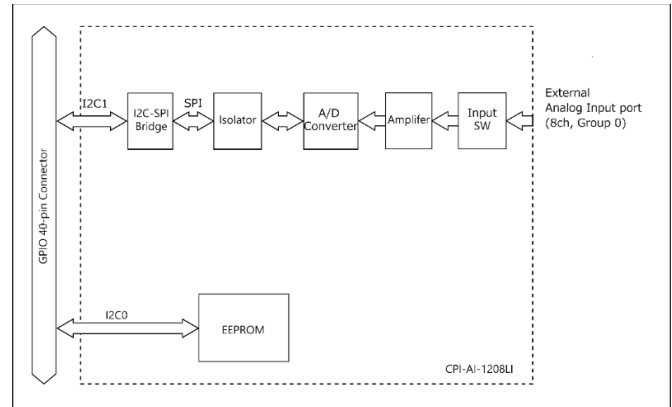 I2C1
I2C-SPI
Bridge
SPI
Isolator
A/D
Converter
Amplifer
Input
SW
External
Analog Input port
(8ch, Group 0)
GPIO 40-pin Connector
I2C0
EEPROM
CPI-AI-1208LI